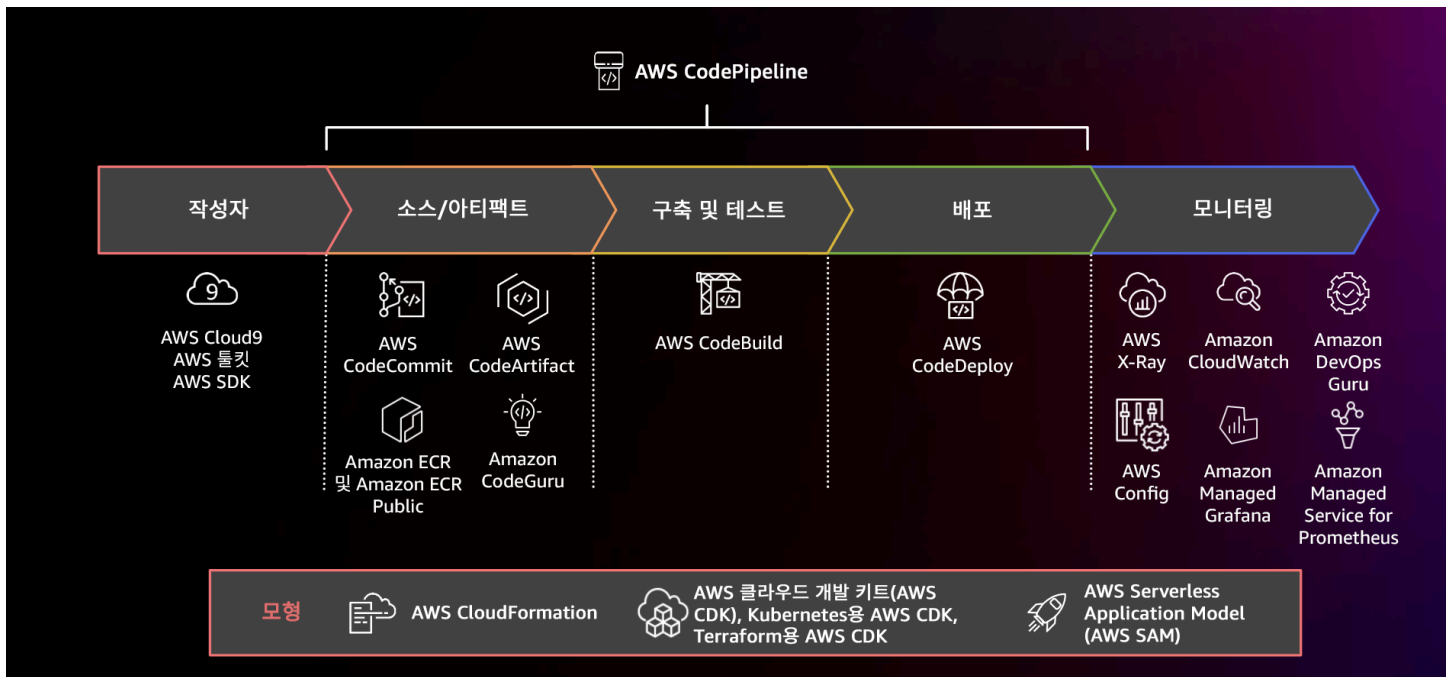 AWS CodePipeline
작성자
소스/아티팩트
구축 및 테스트
배포
모니터링
9
AWS Cloud9
AWS 툴킷
AWS SDK
AWS
CodeCommit
AWS
CodeArtifact
Amazon ECR
및 Amazon ECR
Public
Amazon
CodeGuru
AWS CodeBuild
AWS
CodeDeploy
AWS
X-Ray
Amazon
CloudWatch
Amazon
DevOps
Guru
AWS
Config
Amazon
Managed
Grafana
Amazon
Managed
Service for
Prometheus
모형
AWS CloudFormation
AWS 클라우드 개발 키트(AWS
CDK), Kubernetes용 AWS CDK,
Terraform용 AWS CDK
AWS Serverless
Application Model
(AWS SAM)